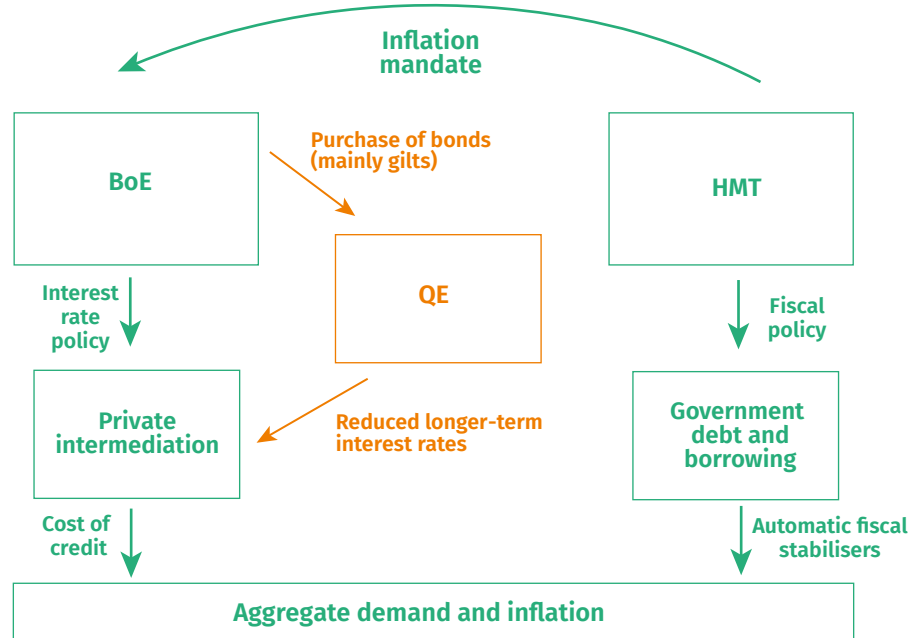 Inflation
mandate
BoE
Purchase of bonds
(mainly gilts)
HMT
Interest
rate
policy
QE
Fiscal
policy
Private
intermediation
Reduced longer-term
interest rates
Government
debt and
borrowing
Cost of
credit
Automatic fiscal
stabilisers
Aggregate demand and inflation